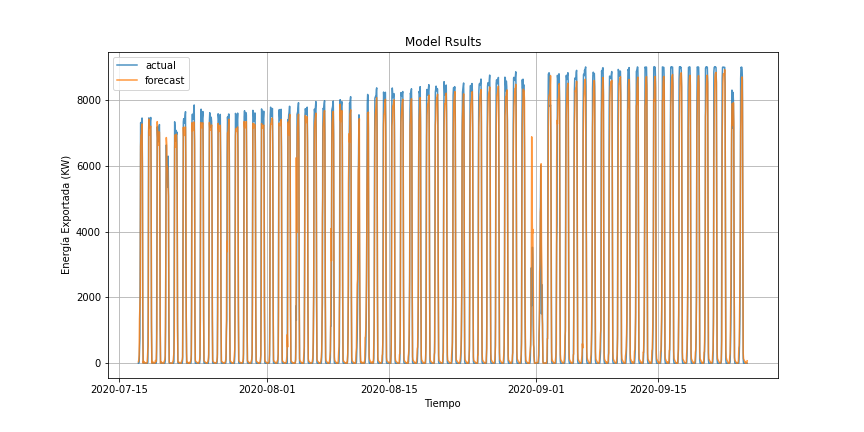 Model Rsults
actual
forecast
Energía Exportada (KW)
8000
6000
4000
2000
0
2020-07-15
2020-08-01
2020-08-15
2020-09-01
2020-09-15
Tiempo